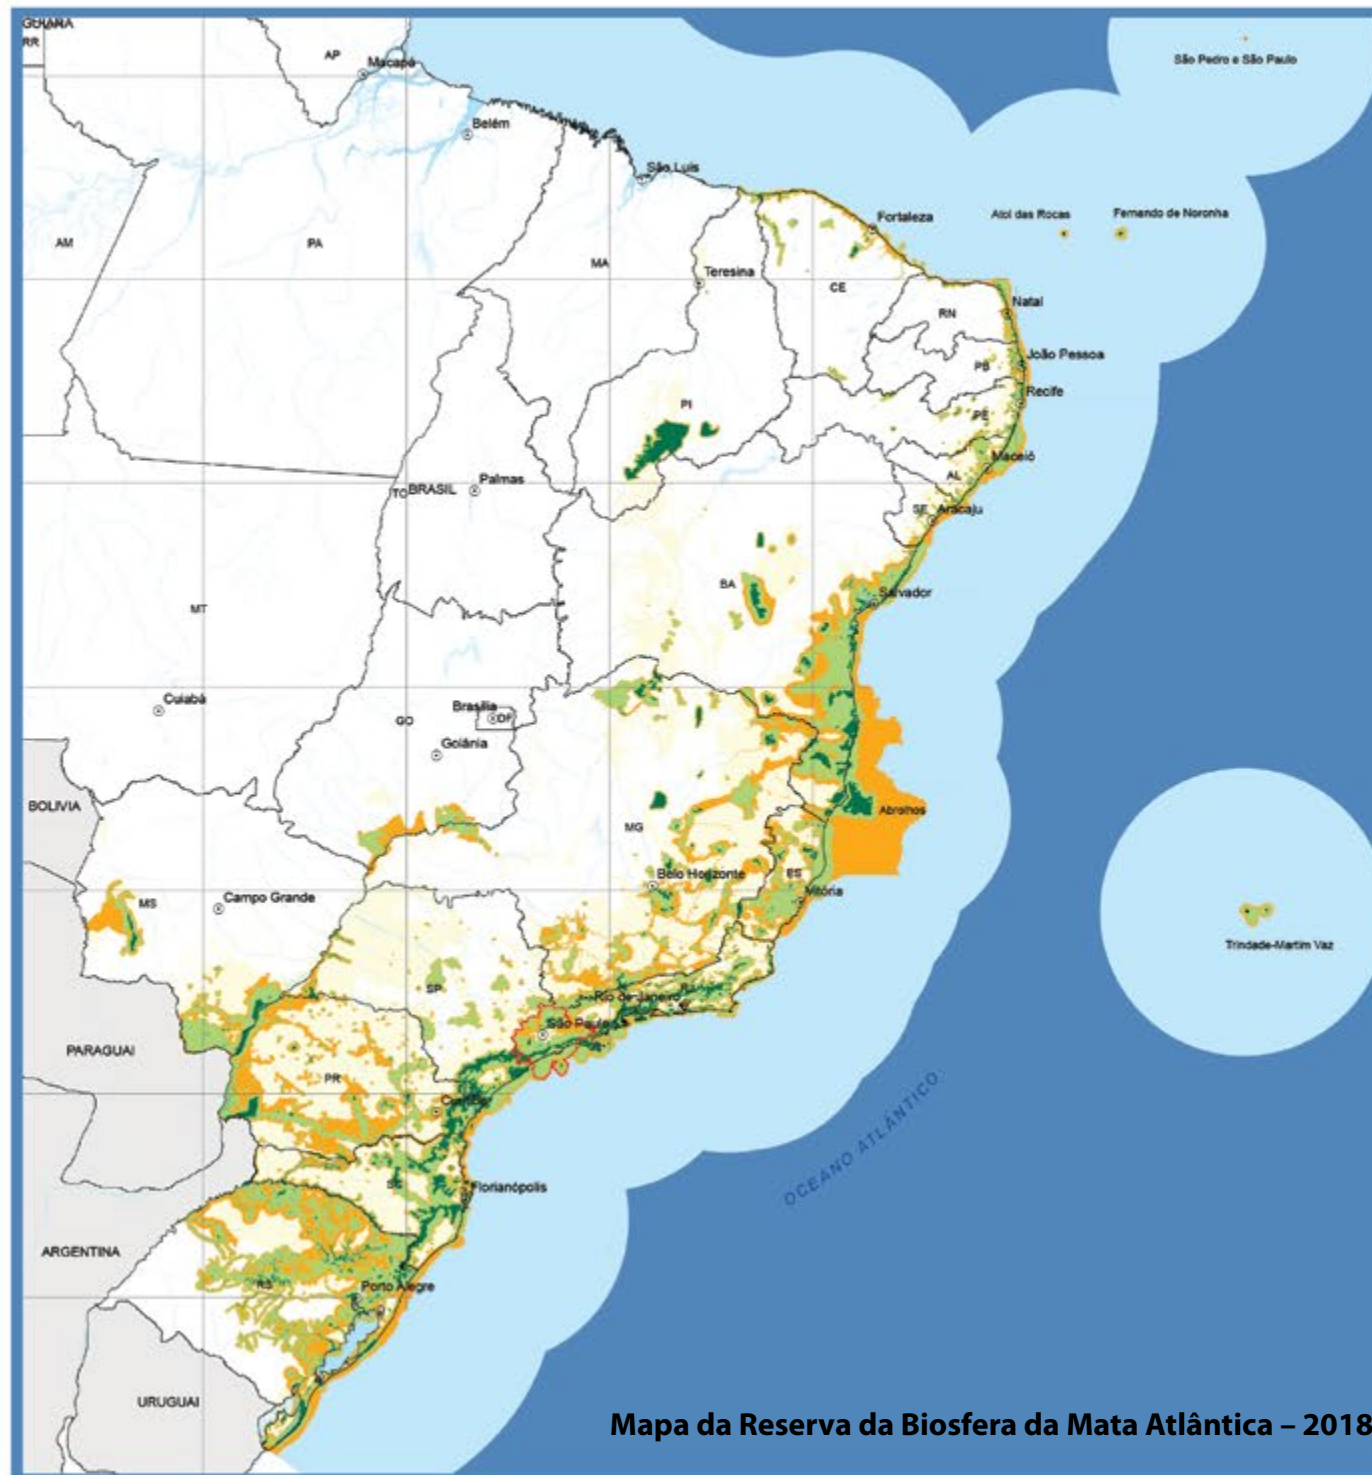 GUIANA
RR
AP
Macapá
São Pedro e São Paulo
Belém
São Luis
Fortaleza
Atol das Rocas
Fernando de Noronha
AM
PA
MA
Teresina
CE
Natal
RN
João Pessoa
PB
Recife
PI
PE
Maceió
AL
Palmas
TO
BRASIL
SE
Aracaju
BA
Salvador
MT
Cuiabá
Brasília
DF
GO
Goiânia
BOLIVIA
Abrolhos
MG
Belo Horizonte
ES
Vitória
MS
Campo Grande
Trindade-Martim Vaz
SP
RJ
Rio de Janeiro
São Paulo
PARAGUAI
PR
Curitiba
OCEANO ATLÂNTICO
SC
Florianópolis
ARGENTINA
RS
Porto Alegre
URUGUAI
Mapa da Reserva da Biosfera da Mata Atlântica – 2018